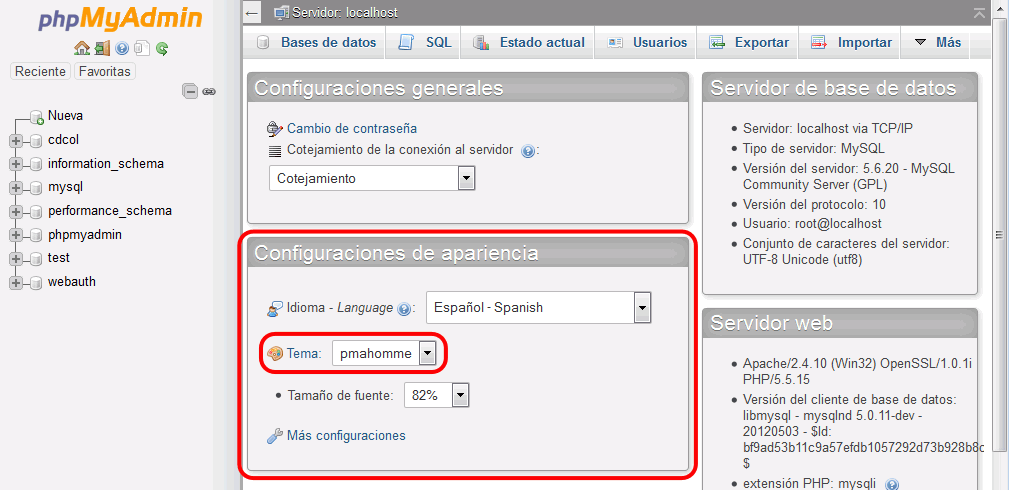 phpMyAdmin
Reciente
Favoritas
Nueva
cdcol
information_schema
mysql
performance_schema
phpmyadmin
test
webauth
Servidor: localhost
Bases de datos
SQL
Estado actual
Usuarios
Exportar
Importar
Más
Configuraciones generales
Cambio de contraseña
Cotejamiento de la conexión al servidor :
Cotejamiento
Configuraciones de apariencia
Idioma - Language : Español - Spanish
Tema: pmahomme
Tamaño de fuente: 82%
Más configuraciones
Servidor de base de datos
Servidor: localhost via TCP/IP
Tipo de servidor: MySQL
Versión del servidor: 5.6.20 - MySQL
Community Server (GPL)
Versión del protocolo: 10
Usuario: root@localhost
Conjunto de caracteres del servidor:
UTF-8 Unicode (utf8)
Servidor web
Apache/2.4.10 (Win32) OpenSSL/1.0.1i
PHP/5.5.15
Versión del cliente de base de datos:
libmysql - mysqlnd 5.0.11-dev -
20120503 - $Id:
bf9ad53b11c9a57efdb1057292d73b928b8c
$
extensión PHP: mysqli